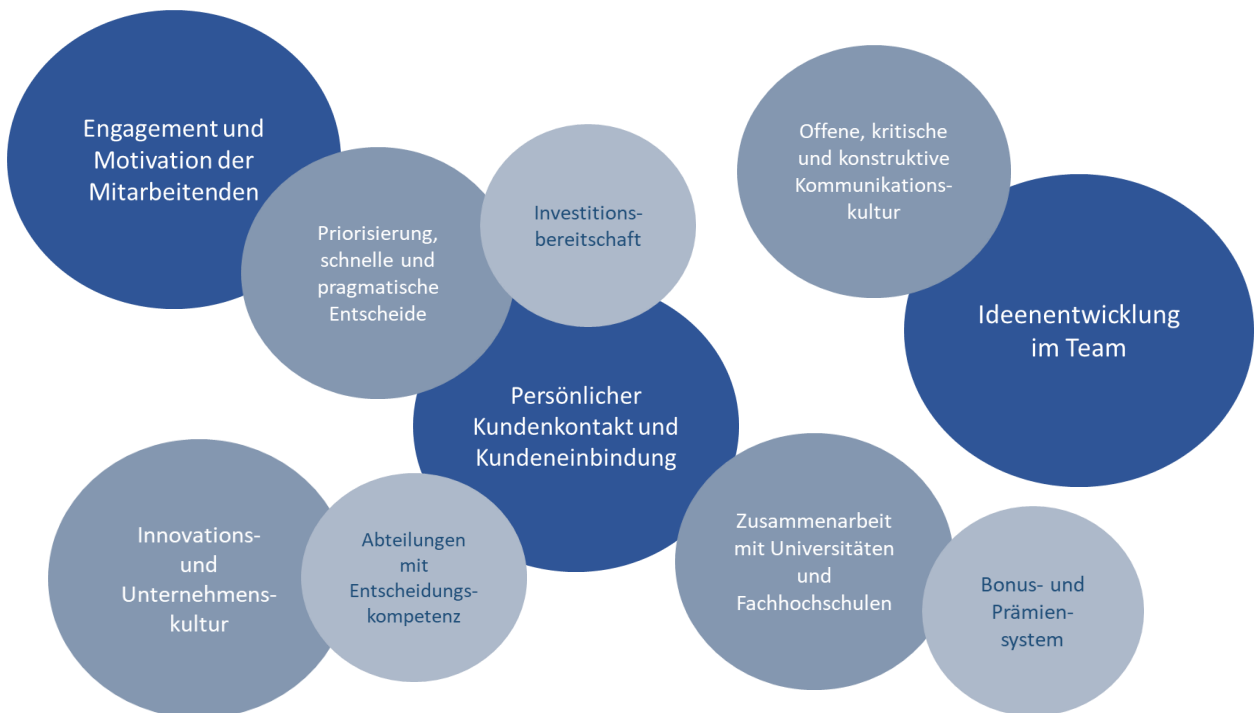 Engagement und
Motivation der
Mitarbeitenden
Priorisierung,
schnelle und
pragmatische
Entscheide
Investitions-
bereitschaft
Offene, kritische
und konstruktive
Kommunikations-
kultur
Ideenentwicklung
im Team
Persönlicher
Kundenkontakt und
Kundeneinbindung
Innovations-
und
Unternehmens-
kultur
Abteilungen
mit
Entscheidungs-
kompetenz
Zusammenarbeit
mit Universitäten
und
Fachhochschulen
Bonus- und
Prämien-
system